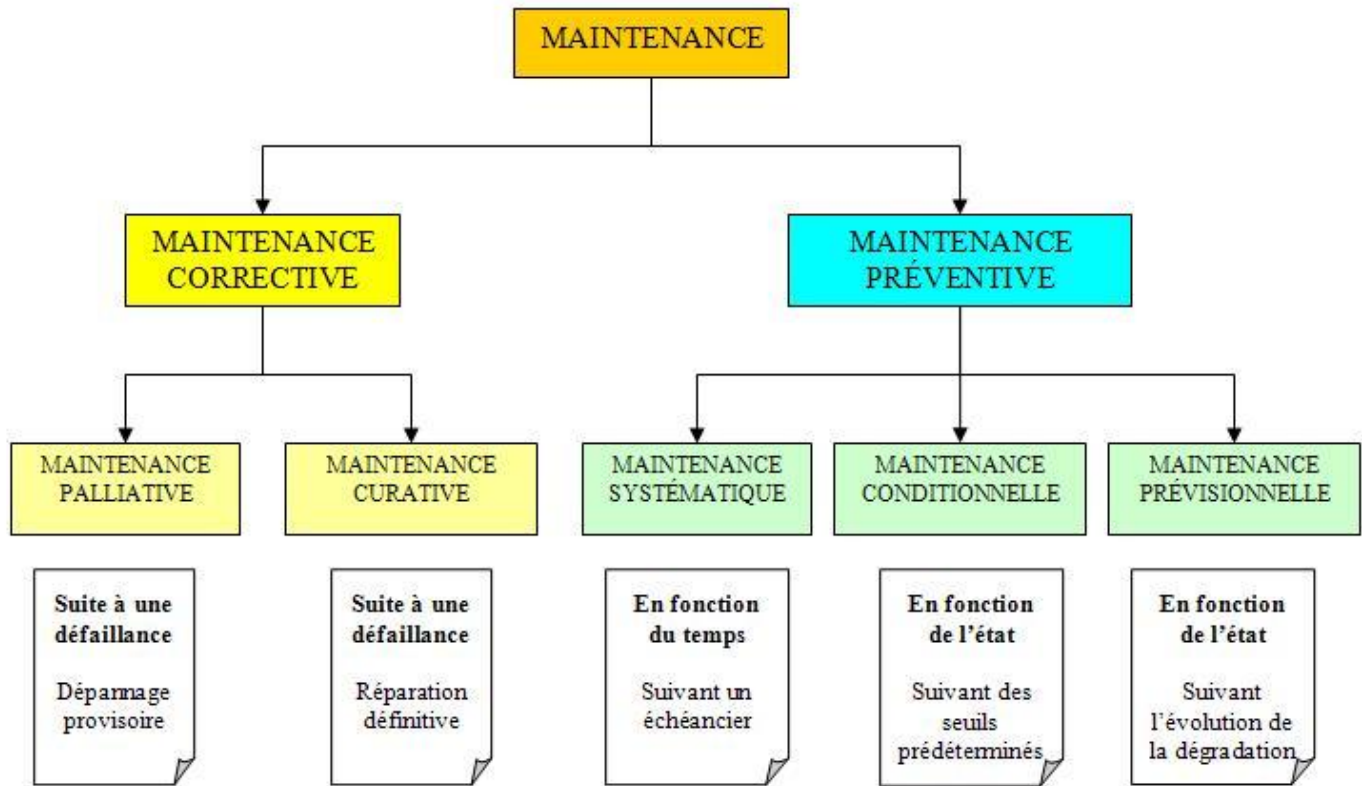 MAINTENANCE
MAINTENANCE
CORRECTIVE
MAINTENANCE
PRÉVENTIVE
MAINTENANCE
PALLIATIVE
MAINTENANCE
CURATIVE
MAINTENANCE
SYSTÉMATIQUE
MAINTENANCE
CONDITIONNELLE
MAINTENANCE
PRÉVISIONNELLE
Suite à une
défaillance
Dépannage
provisoire
Suite à une
défaillance
Réparation
définitive
En fonction
du temps
Suivant un
échéancier
En fonction
de l’état
Suivant des
seuils
prédéterminés
En fonction
de l’état
Suivant
l’évolution de
la dégradation